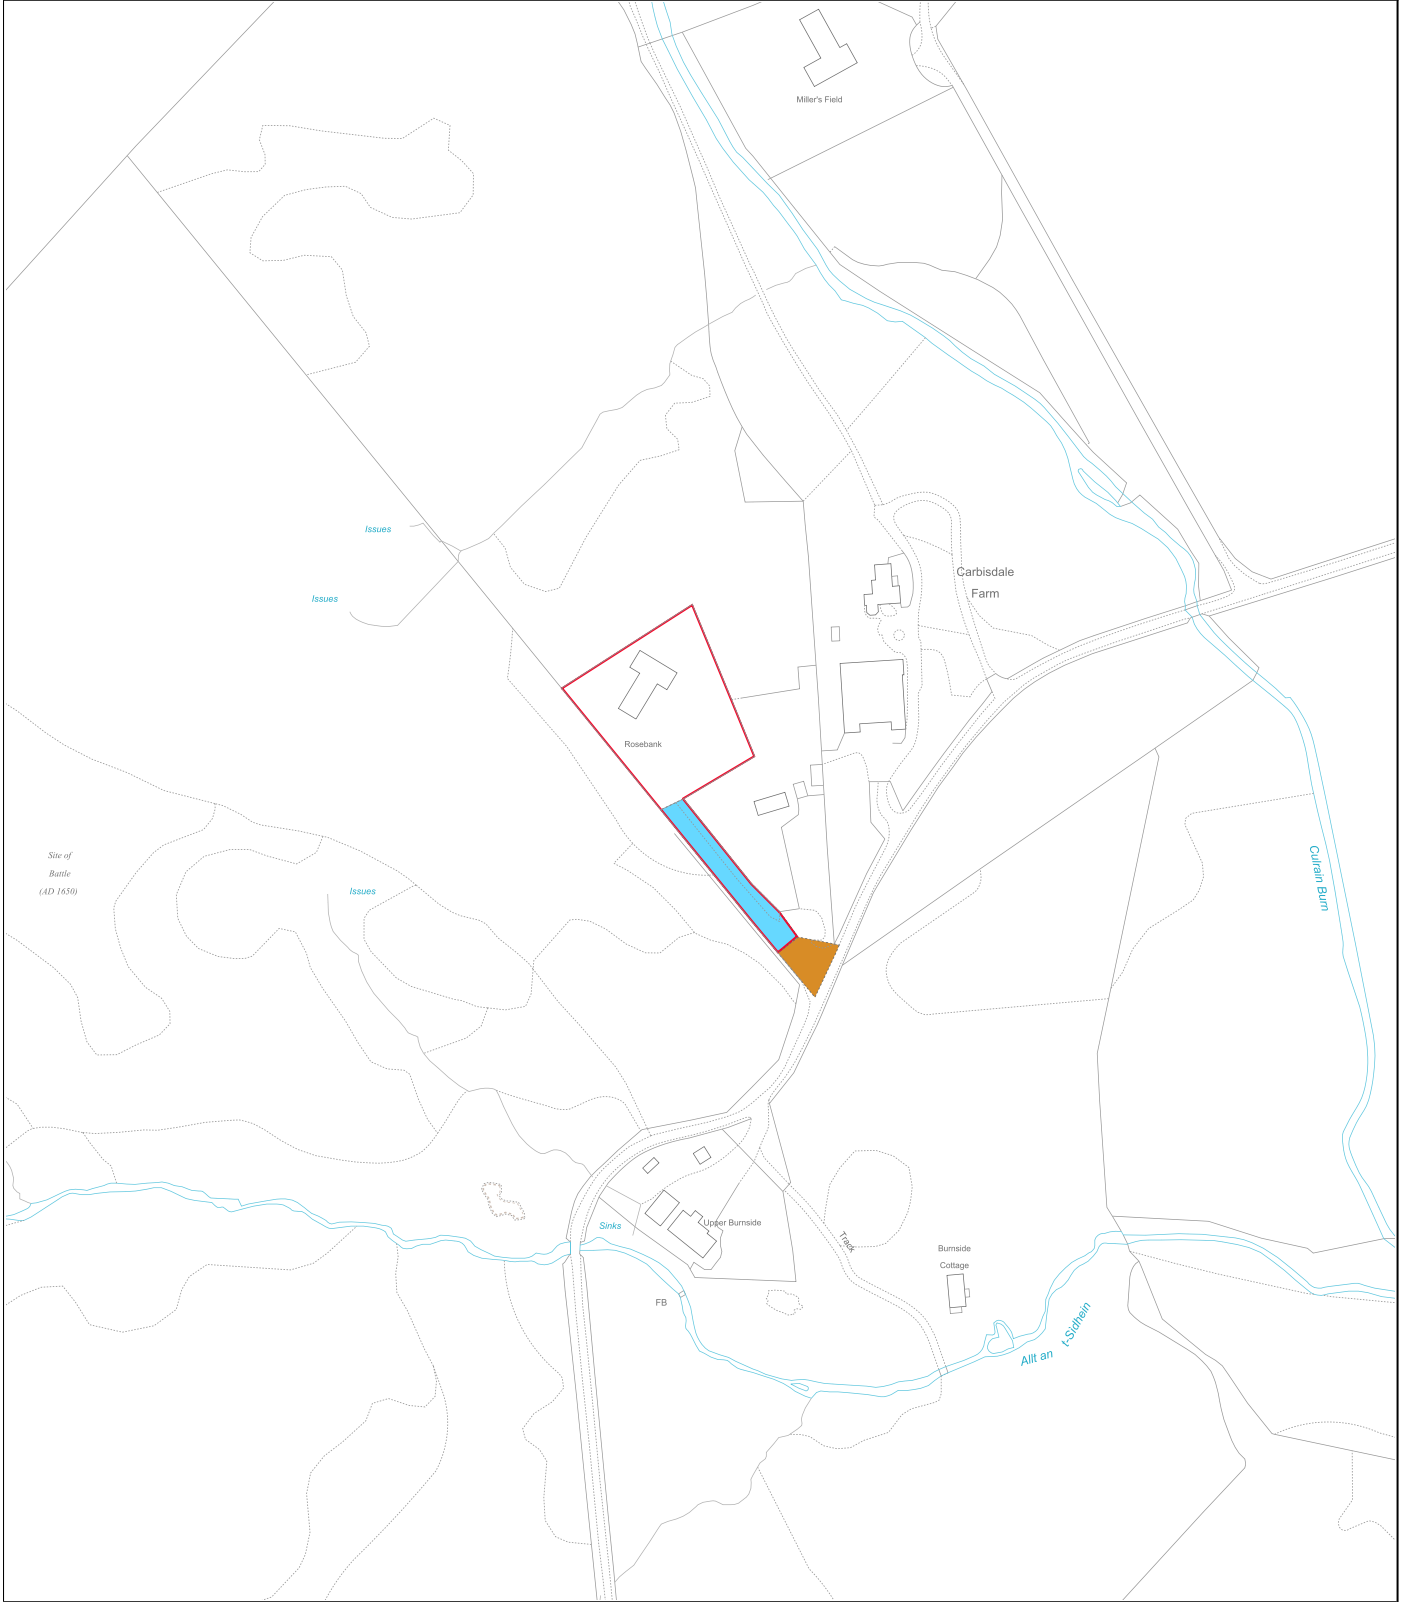 Miller's Field
Issues
Carbisdale
Farm
Issues
Rosebank
Site of
Battle
(AD 1650)
Issues
Culrain Burn
Sinks
Upper Burnside
Track
Burnside
Cottage
FB
Allt an
t-Sidhein